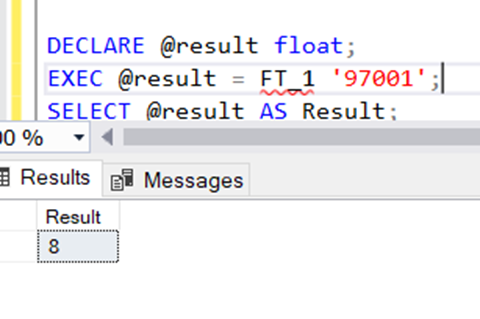 DECLARE @result float;
EXEC @result = FT_1 '97001';
SELECT @result AS Result;
00 %
Results Messages
Result
8